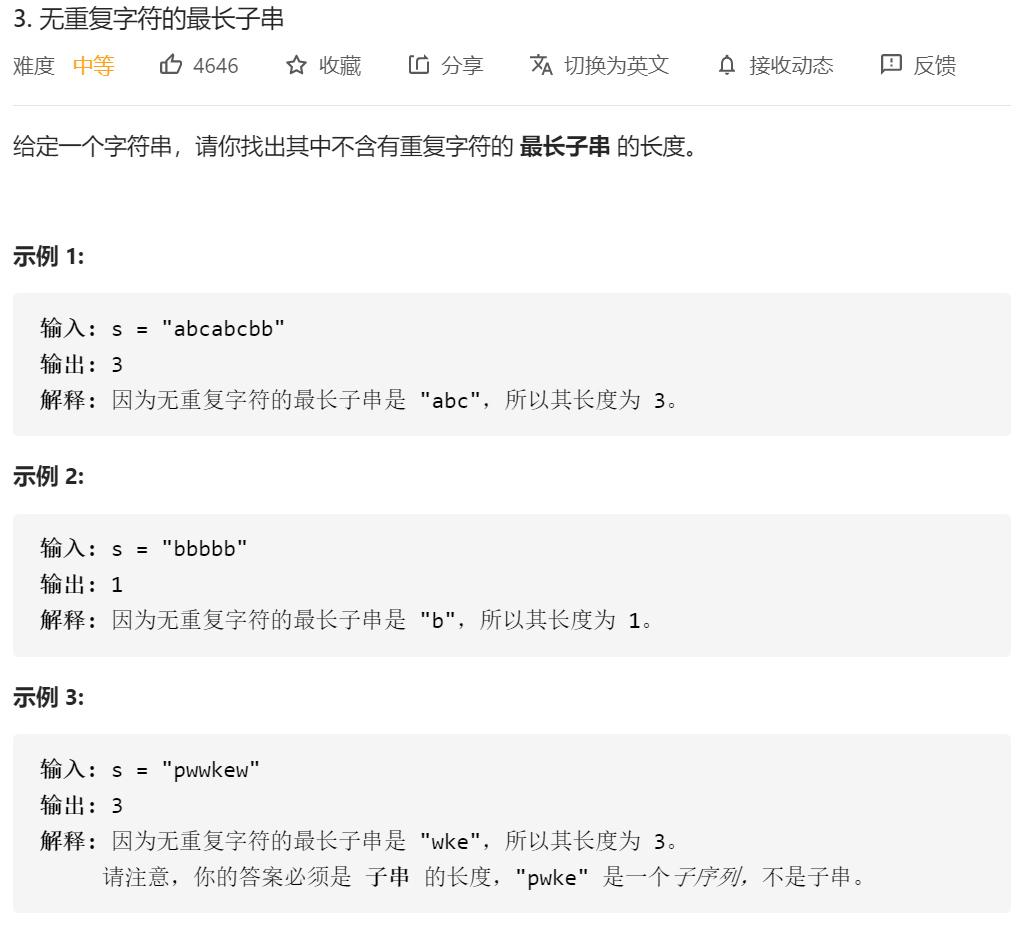 3. 无重复字符的最长子串
难度 中等 4646 收藏 分享 切换为英文 接收动态 反馈
给定一个字符串，请你找出其中不含有重复字符的 最长子串 的长度。
示例 1:
输入: s = "abcabcbb"
输出: 3
解释: 因为无重复字符的最长子串是 "abc"，所以其长度为 3。
示例 2:
输入: s = "bbbbb"
输出: 1
解释: 因为无重复字符的最长子串是 "b"，所以其长度为 1。
示例 3:
输入: s = "pwwkew"
输出: 3
解释: 因为无重复字符的最长子串是 "wke"，所以其长度为 3。
请注意，你的答案必须是 子串 的长度，"pwke" 是一个子序列，不是子串。